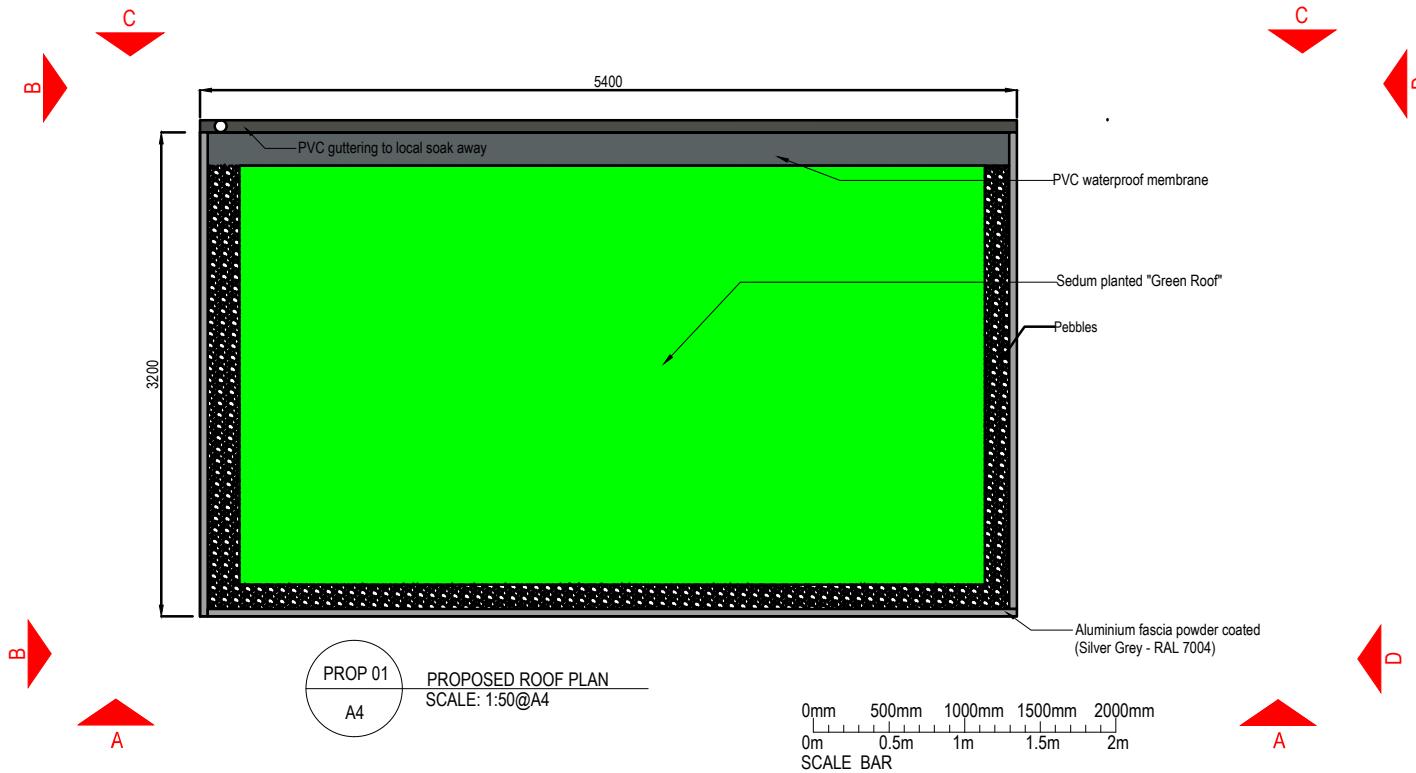 C
C
B
D
5400
PVC guttering to local soak away
PVC waterproof membrane
Sedum planted "Green Roof"
Pebbles
3200
Aluminium fascia powder coated
(Silver Grey - RAL 7004)
B
D
PROP 01
A4
PROPOSED ROOF PLAN
SCALE: 1:50@A4
0mm 500mm 1000mm 1500mm 2000mm
0m 0.5m 1m 1.5m 2m
SCALE BAR
A
A